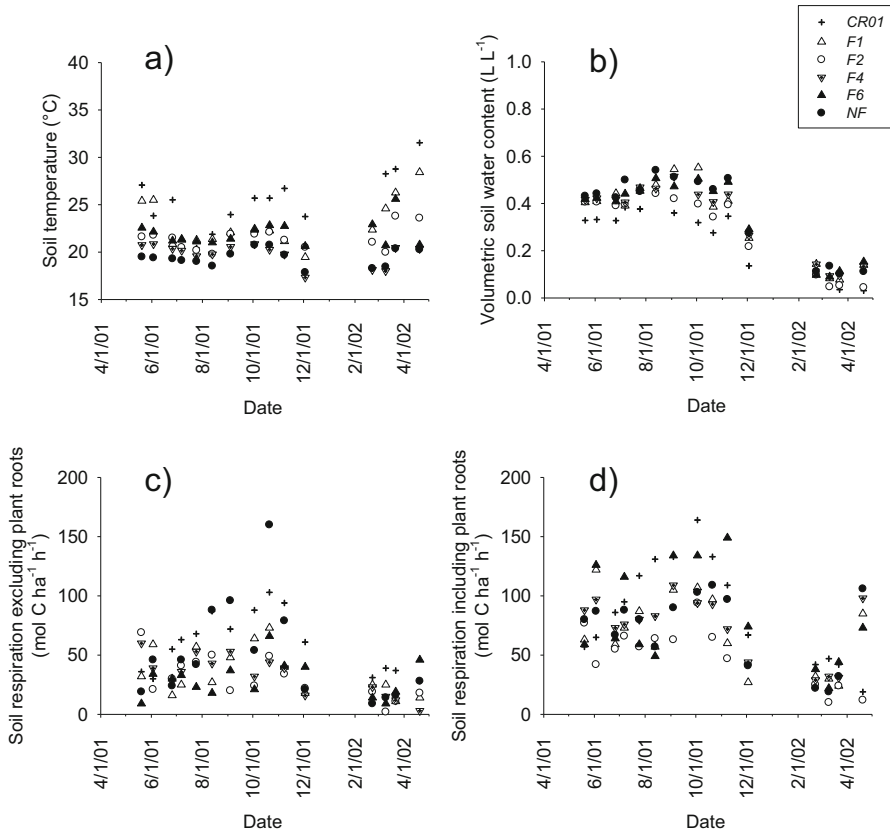 a)
Soil temperature (°C)
40
35
30
25
20
15
4/1/01
6/1/01
8/1/01
10/1/01
12/1/01
2/1/02
4/1/02
Date
b)
Volumetric soil water content (L L⁻¹)
1.0
0.8
0.6
0.4
0.2
0.0
4/1/01
6/1/01
8/1/01
10/1/01
12/1/01
2/1/02
4/1/02
Date
CR01
F1
F2
F4
F6
NF
c)
Soil respiration excluding plant roots
(mol C ha⁻¹ h⁻¹)
200
150
100
50
0
4/1/01
6/1/01
8/1/01
10/1/01
12/1/01
2/1/02
4/1/02
Date
d)
Soil respiration including plant roots
(mol C ha⁻¹ h⁻¹)
200
150
100
50
0
4/1/01
6/1/01
8/1/01
10/1/01
12/1/01
2/1/02
4/1/02
Date